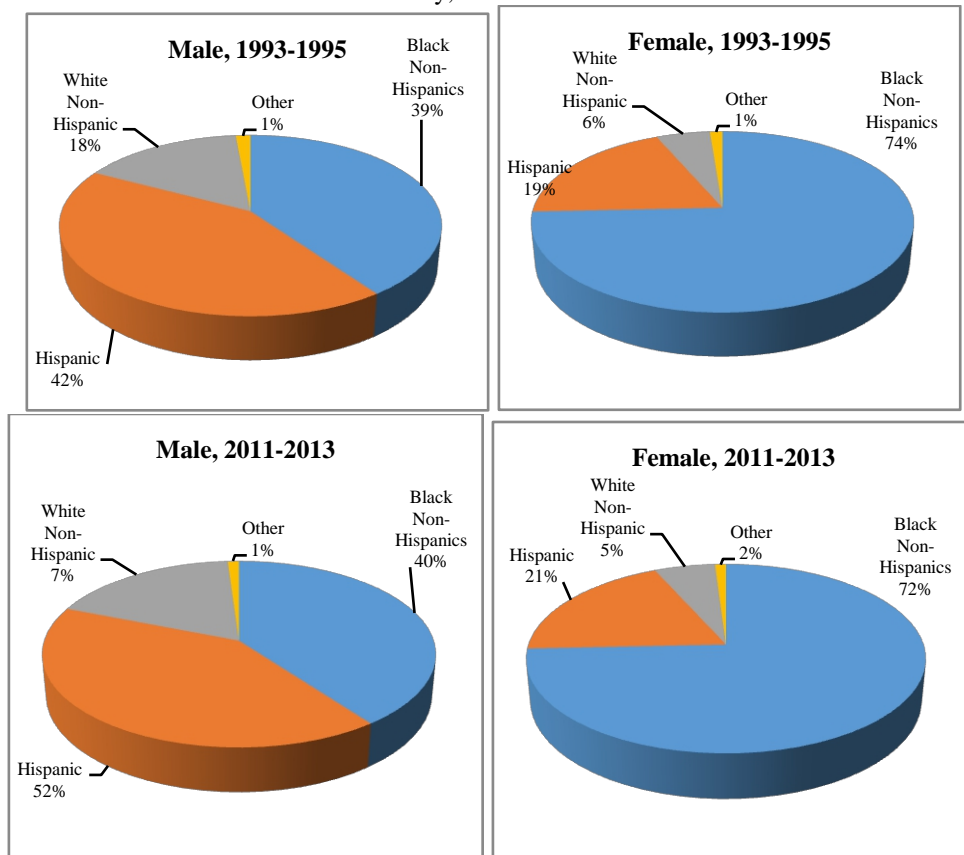 y,
Male, 1993-1995
White
Non-
Hispanic
18%
Other
1%
Black
Non-
Hispanics
39%
Hispanic
42%
Female, 1993-1995
White
Non-
Hispanic
6%
Other
1%
Black
Non-
Hispanics
74%
Hispanic
19%
Male, 2011-2013
White
Non-
Hispanic
7%
Other
1%
Black
Non-
Hispanics
40%
Hispanic
52%
Female, 2011-2013
White
Non-
Hispanic
5%
Other
2%
Black
Non-
Hispanics
72%
Hispanic
21%